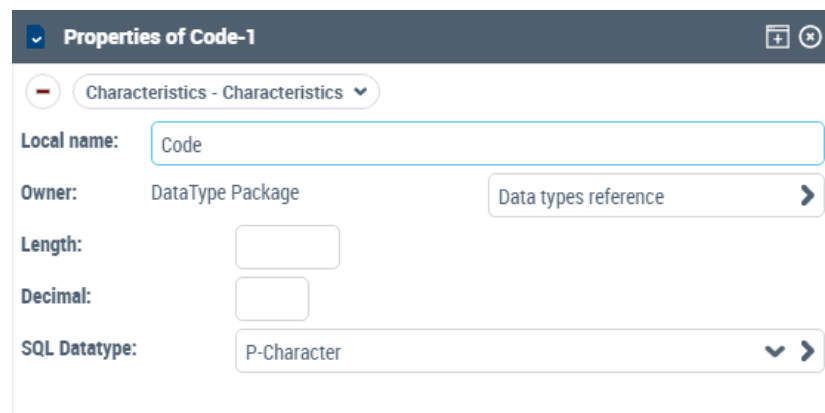 Properties of Code-1
Characteristics - Characteristics
Local name: Code
Owner: DataType Package Data types reference
Length:
Decimal:
SQL Datatype: P-Character